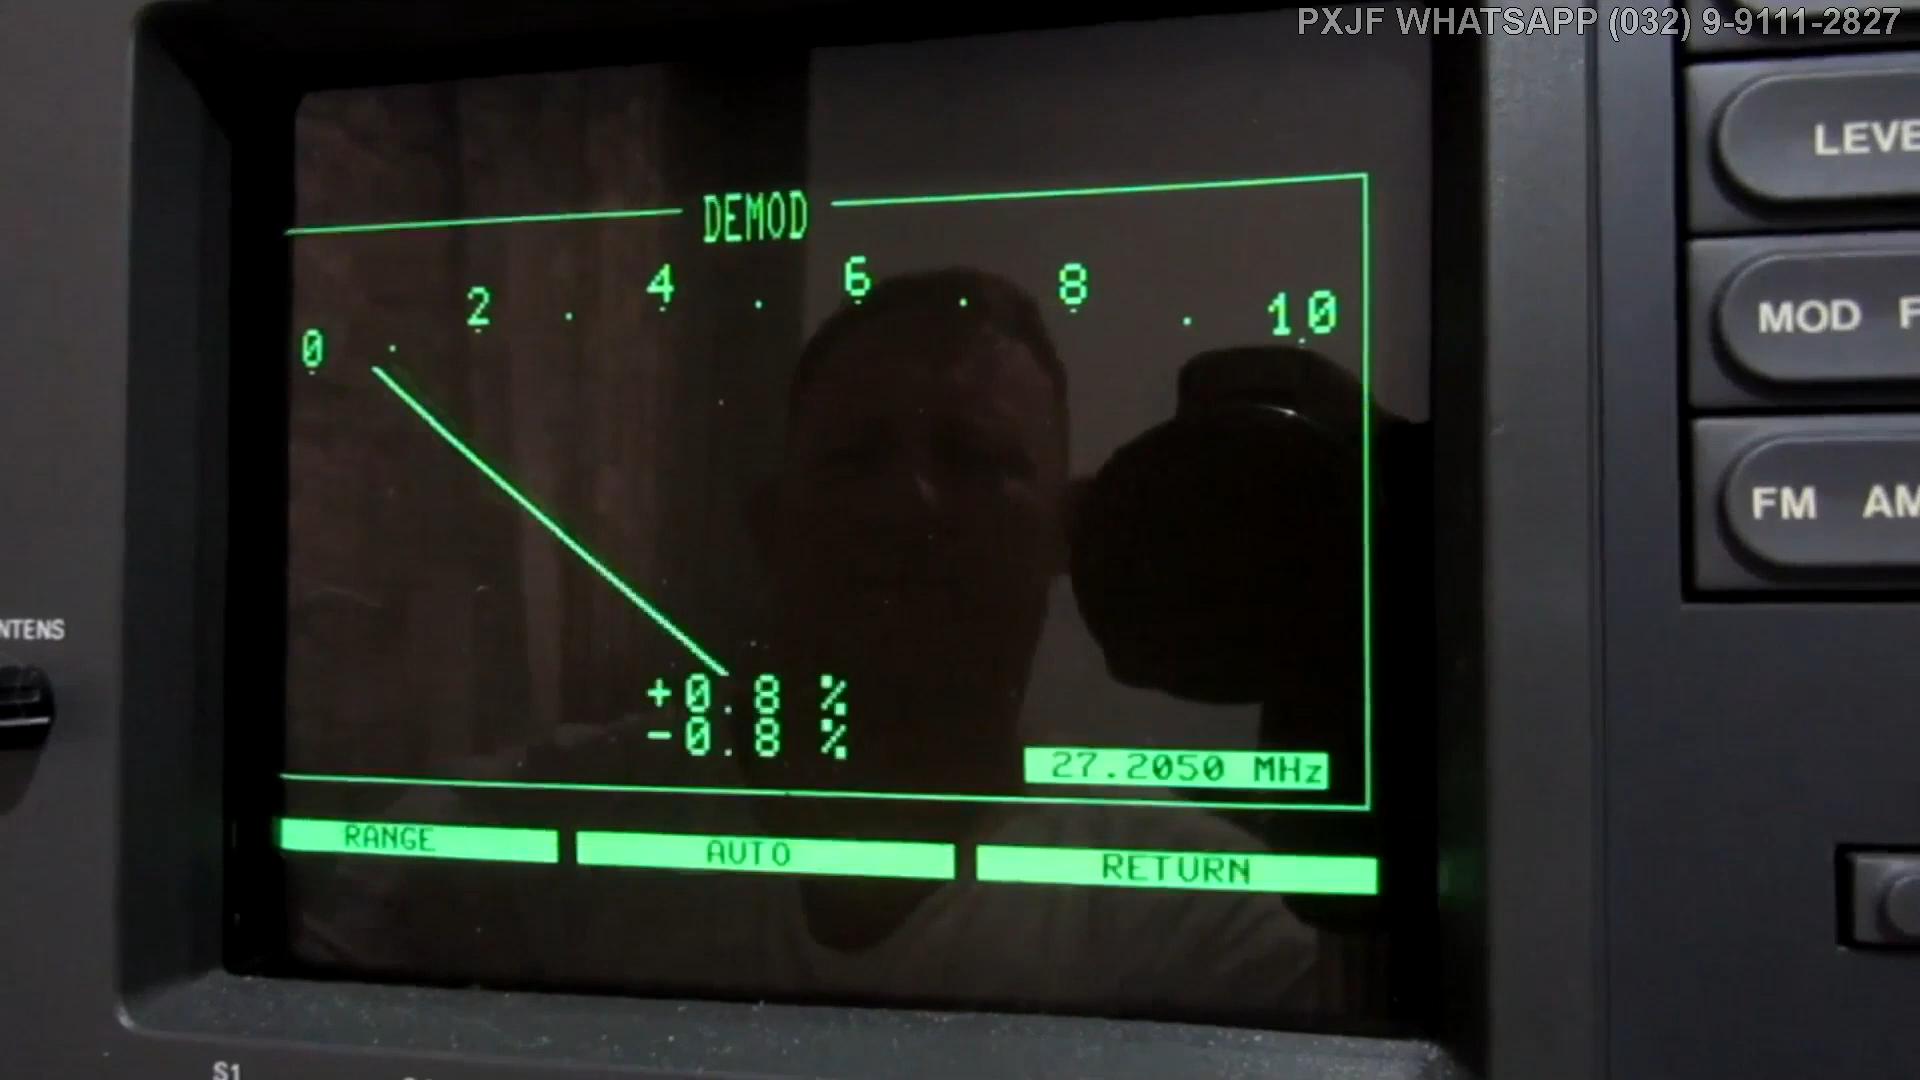 PXJF WHATSAPP (032) 9-9111-2827
LEVE
DEMOD
0 2 4 6 8 10
MOD F
FM AM
NTENS
+0.8 %
-0.8 %
27.2050 MHz
RANGE AUTO RETURN
S1